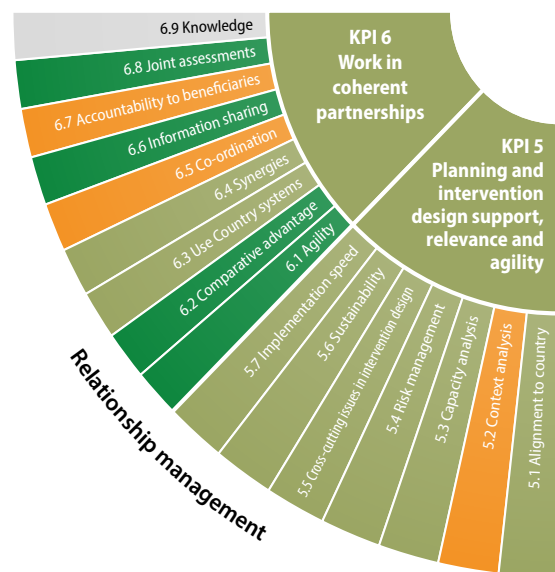 6.9 Knowledge
6.8 Joint assessments
6.7 Accountability to beneficiaries
6.6 Information sharing
6.5 Co-ordination
6.4 Synergies
6.3 Use Country systems
6.2 Comparative advantage
6.1 Agility
KPI 6
Work in
coherent
partnerships
KPI 5
Planning and
intervention
design support,
relevance and
agility
5.7 Implementation speed
5.6 Sustainability
5.5 Cross-cutting issues in intervention design
5.4 Risk management
5.3 Capacity analysis
5.2 Context analysis
5.1 Alignment to country
Relationship management